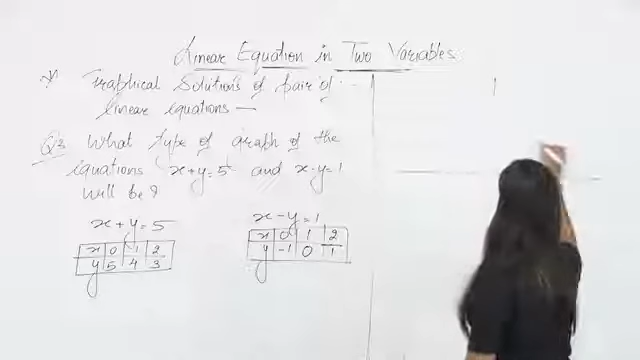 Linear Equation in Two Variables
* Graphical Solutions of pair of
linear equations —
Q3 What type of graph of the
equations x+y=5 and x-y=1
will be ?
x+y=5
x 0 1 2
y 5 4 3
x-y=1
x 0 1 2
y -1 0 1